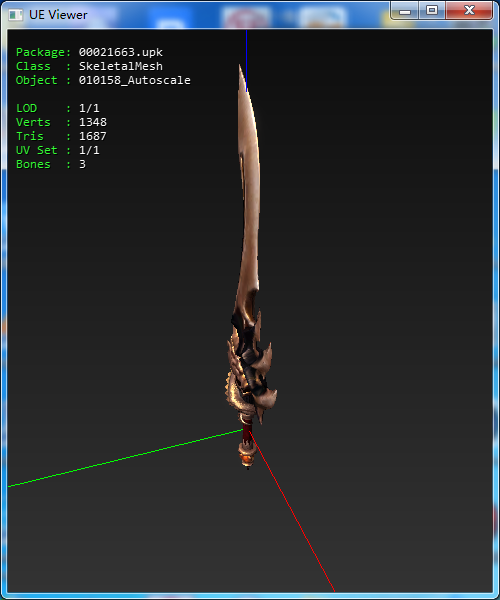 UE Viewer
Package: 00021663.upk
Class : SkeletalMesh
Object : 010158_Autoscale
LOD : 1/1
Verts : 1348
Tris : 1687
UV Set : 1/1
Bones : 3